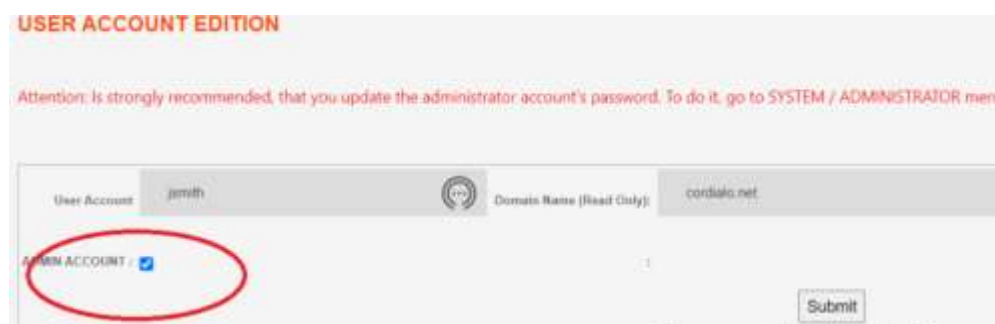 USER ACCOUNT EDITION
Attention: Is strongly recommended, that you update the administrator account's password. To do it, go to SYSTEM / ADMINISTRATOR men
User Account jsmith Domain Name (Read Only): cordialo.net
ADMIN ACCOUNT : :
Submit